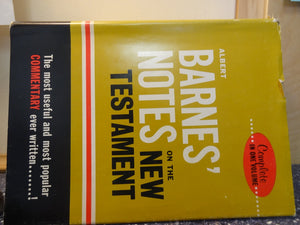 ALBERT
BARNES'
NOTES ON THE
NEW
TESTAMENT
Complete
IN ONE VOLUME
The most useful and most popular
COMMENTARY ever written ......!